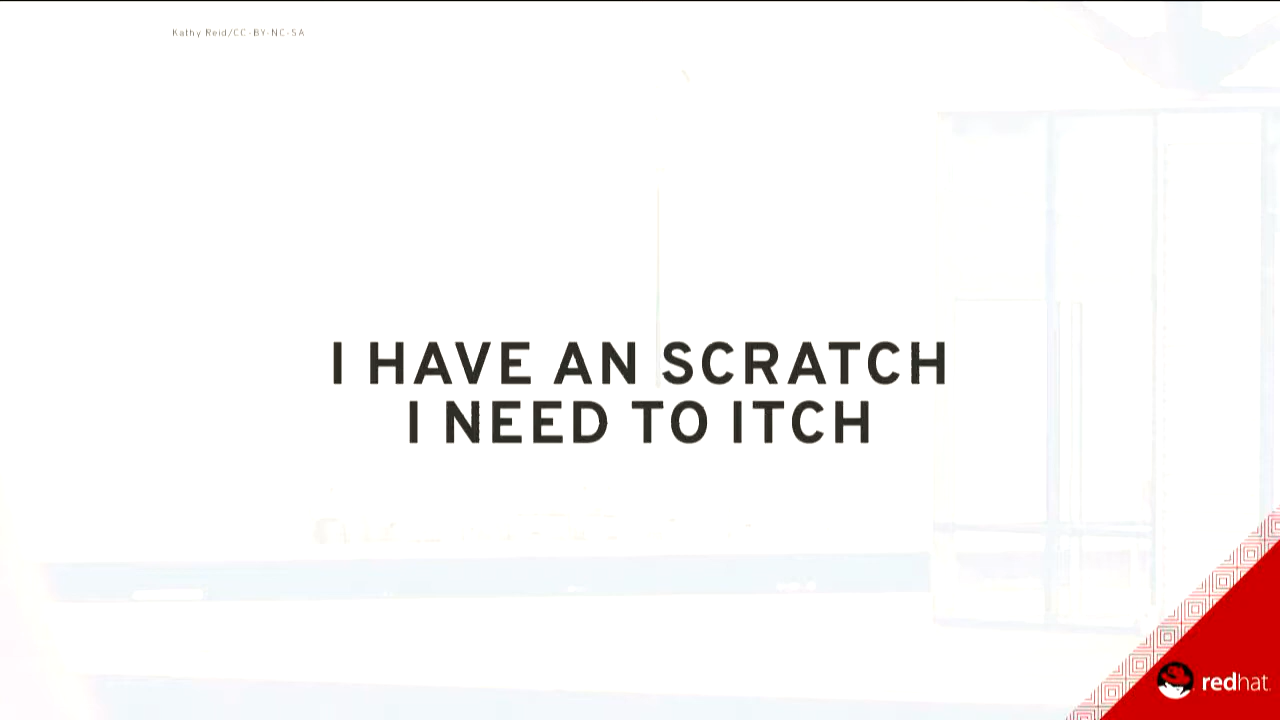 Kathy Reid/CC-BY-NC-SA
I HAVE AN SCRATCH
I NEED TO ITCH
redhat.